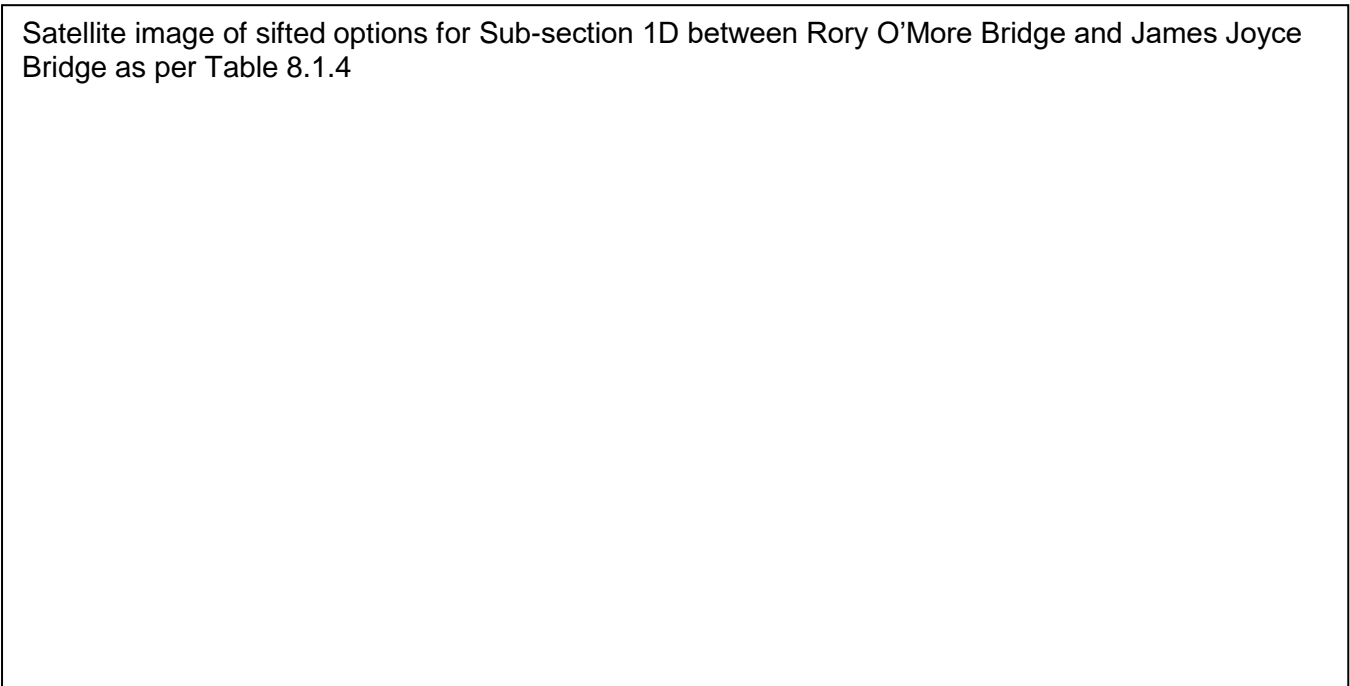 Satellite image of sifted options for Sub-section 1D between Rory O’More Bridge and James Joyce
Bridge as per Table 8.1.4